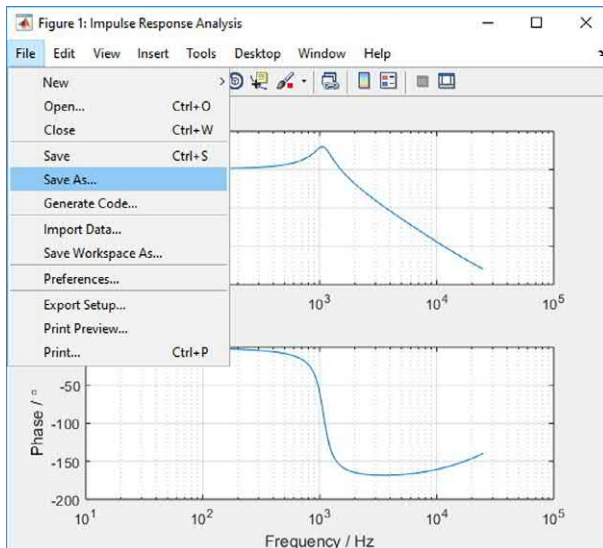 Figure 1: Impulse Response Analysis
File Edit View Insert Tools Desktop Window Help
New
Open... Ctrl+O
Close Ctrl+W
Save Ctrl+S
Save As...
Generate Code...
Import Data...
Save Workspace As...
Preferences...
Export Setup...
Print Preview...
Print... Ctrl+P
10³ 10⁴ 10⁵
Phase / °
-50
-100
-150
-200
10¹ 10² 10³ 10⁴ 10⁵
Frequency / Hz